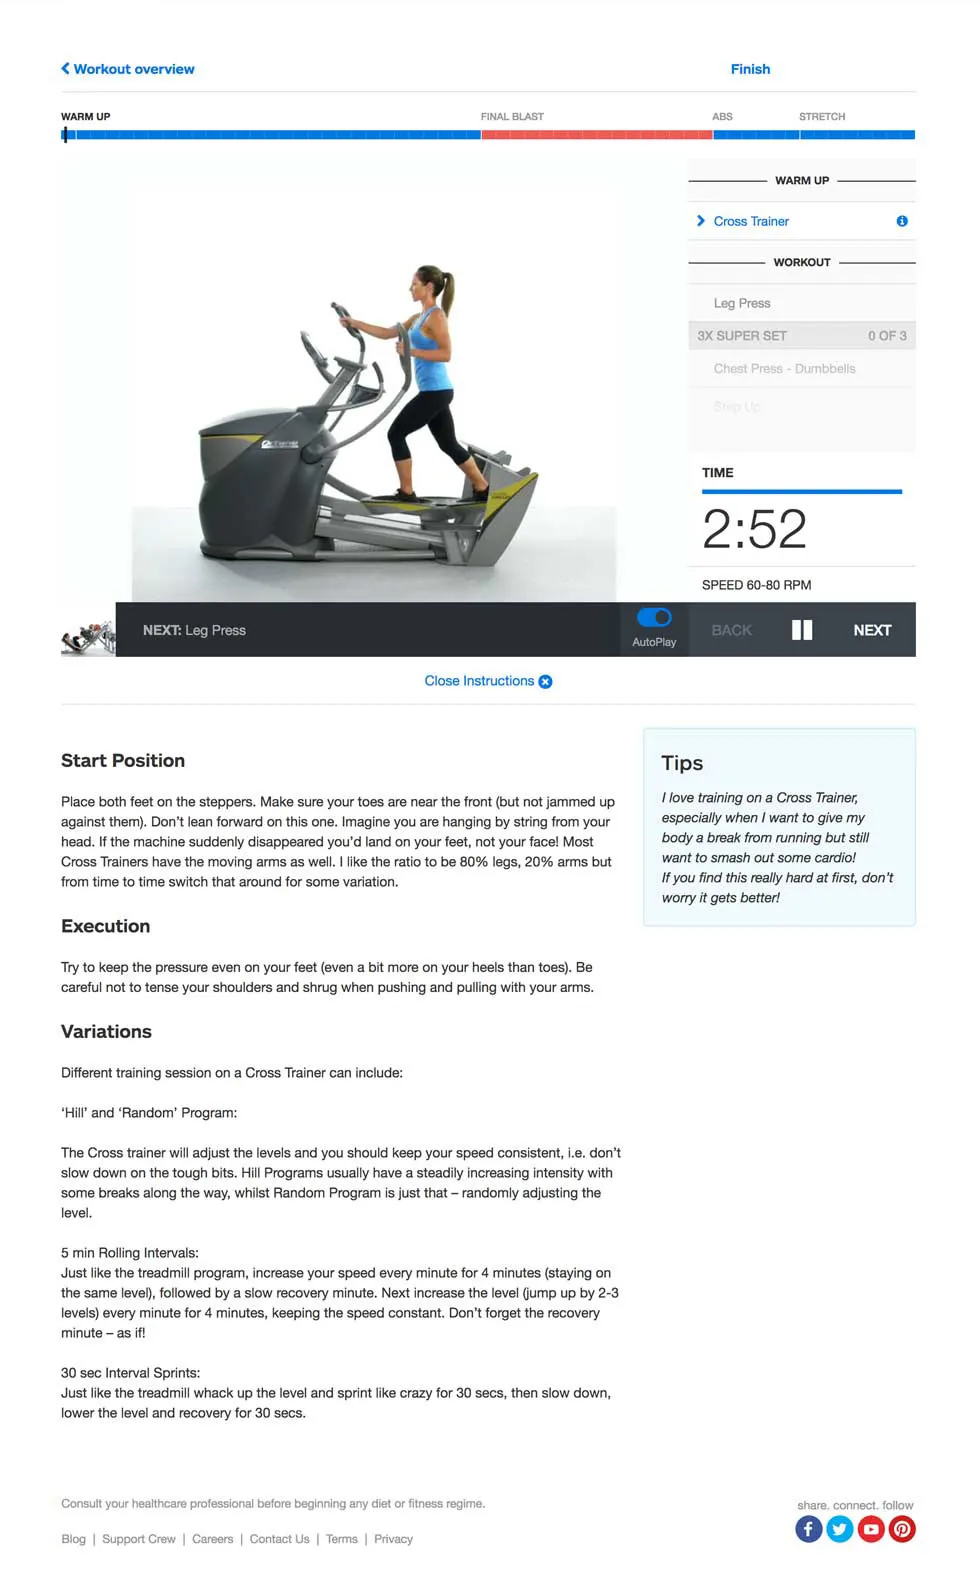 Workout overview
Finish
WARM UP
FINAL BLAST
ABS
STRETCH
WARM UP
Cross Trainer
WORKOUT
Leg Press
3X SUPER SET 0 OF 3
Chest Press - Dumbbells
Step Up
TIME
2:52
SPEED 60-80 RPM
NEXT: Leg Press
AutoPlay
BACK
NEXT
Close Instructions
Start Position
Place both feet on the steppers. Make sure your toes are near the front (but not jammed up
against them). Don’t lean forward on this one. Imagine you are hanging by string from your
head. If the machine suddenly disappeared you’d land on your feet, not your face! Most
Cross Trainers have the moving arms as well. I like the ratio to be 80% legs, 20% arms but
from time to time switch that around for some variation.
Execution
Try to keep the pressure even on your feet (even a bit more on your heels than toes). Be
careful not to tense your shoulders and shrug when pushing and pulling with your arms.
Variations
Different training session on a Cross Trainer can include:
‘Hill’ and ‘Random’ Program:
The Cross trainer will adjust the levels and you should keep your speed consistent, i.e. don’t
slow down on the tough bits. Hill Programs usually have a steadily increasing intensity with
some breaks along the way, whilst Random Program is just that – randomly adjusting the
level.
5 min Rolling Intervals:
Just like the treadmill program, increase your speed every minute for 4 minutes (staying on
the same level), followed by a slow recovery minute. Next increase the level (jump up by 2-3
levels) every minute for 4 minutes, keeping the speed constant. Don’t forget the recovery
minute – as if!
30 sec Interval Sprints:
Just like the treadmill whack up the level and sprint like crazy for 30 secs, then slow down,
lower the level and recovery for 30 secs.
Tips
I love training on a Cross Trainer,
especially when I want to give my
body a break from running but still
want to smash out some cardio!
If you find this really hard at first, don’t
worry it gets better!
Consult your healthcare professional before beginning any diet or fitness regime.
Blog | Support Crew | Careers | Contact Us | Terms | Privacy
share. connect. follow